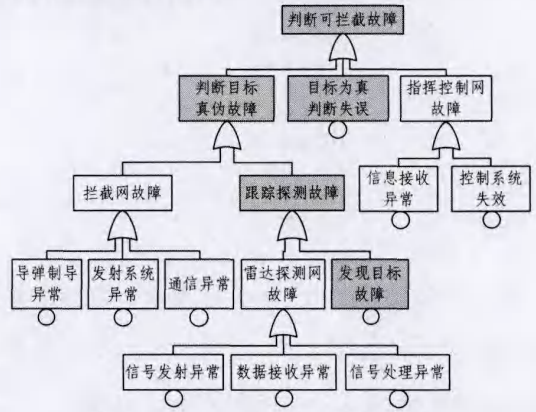 判断可拦截故障
判断目标
真伪故障
目标为真
判断失误
指挥控制网
故障
拦截网故障
跟踪探测故障
信息接收
异常
控制系统
失效
导弹制导
异常
发射系统
异常
通信异常
雷达探测网
故障
发现目标
故障
信号发射异常
数据接收异常
信号处理异常